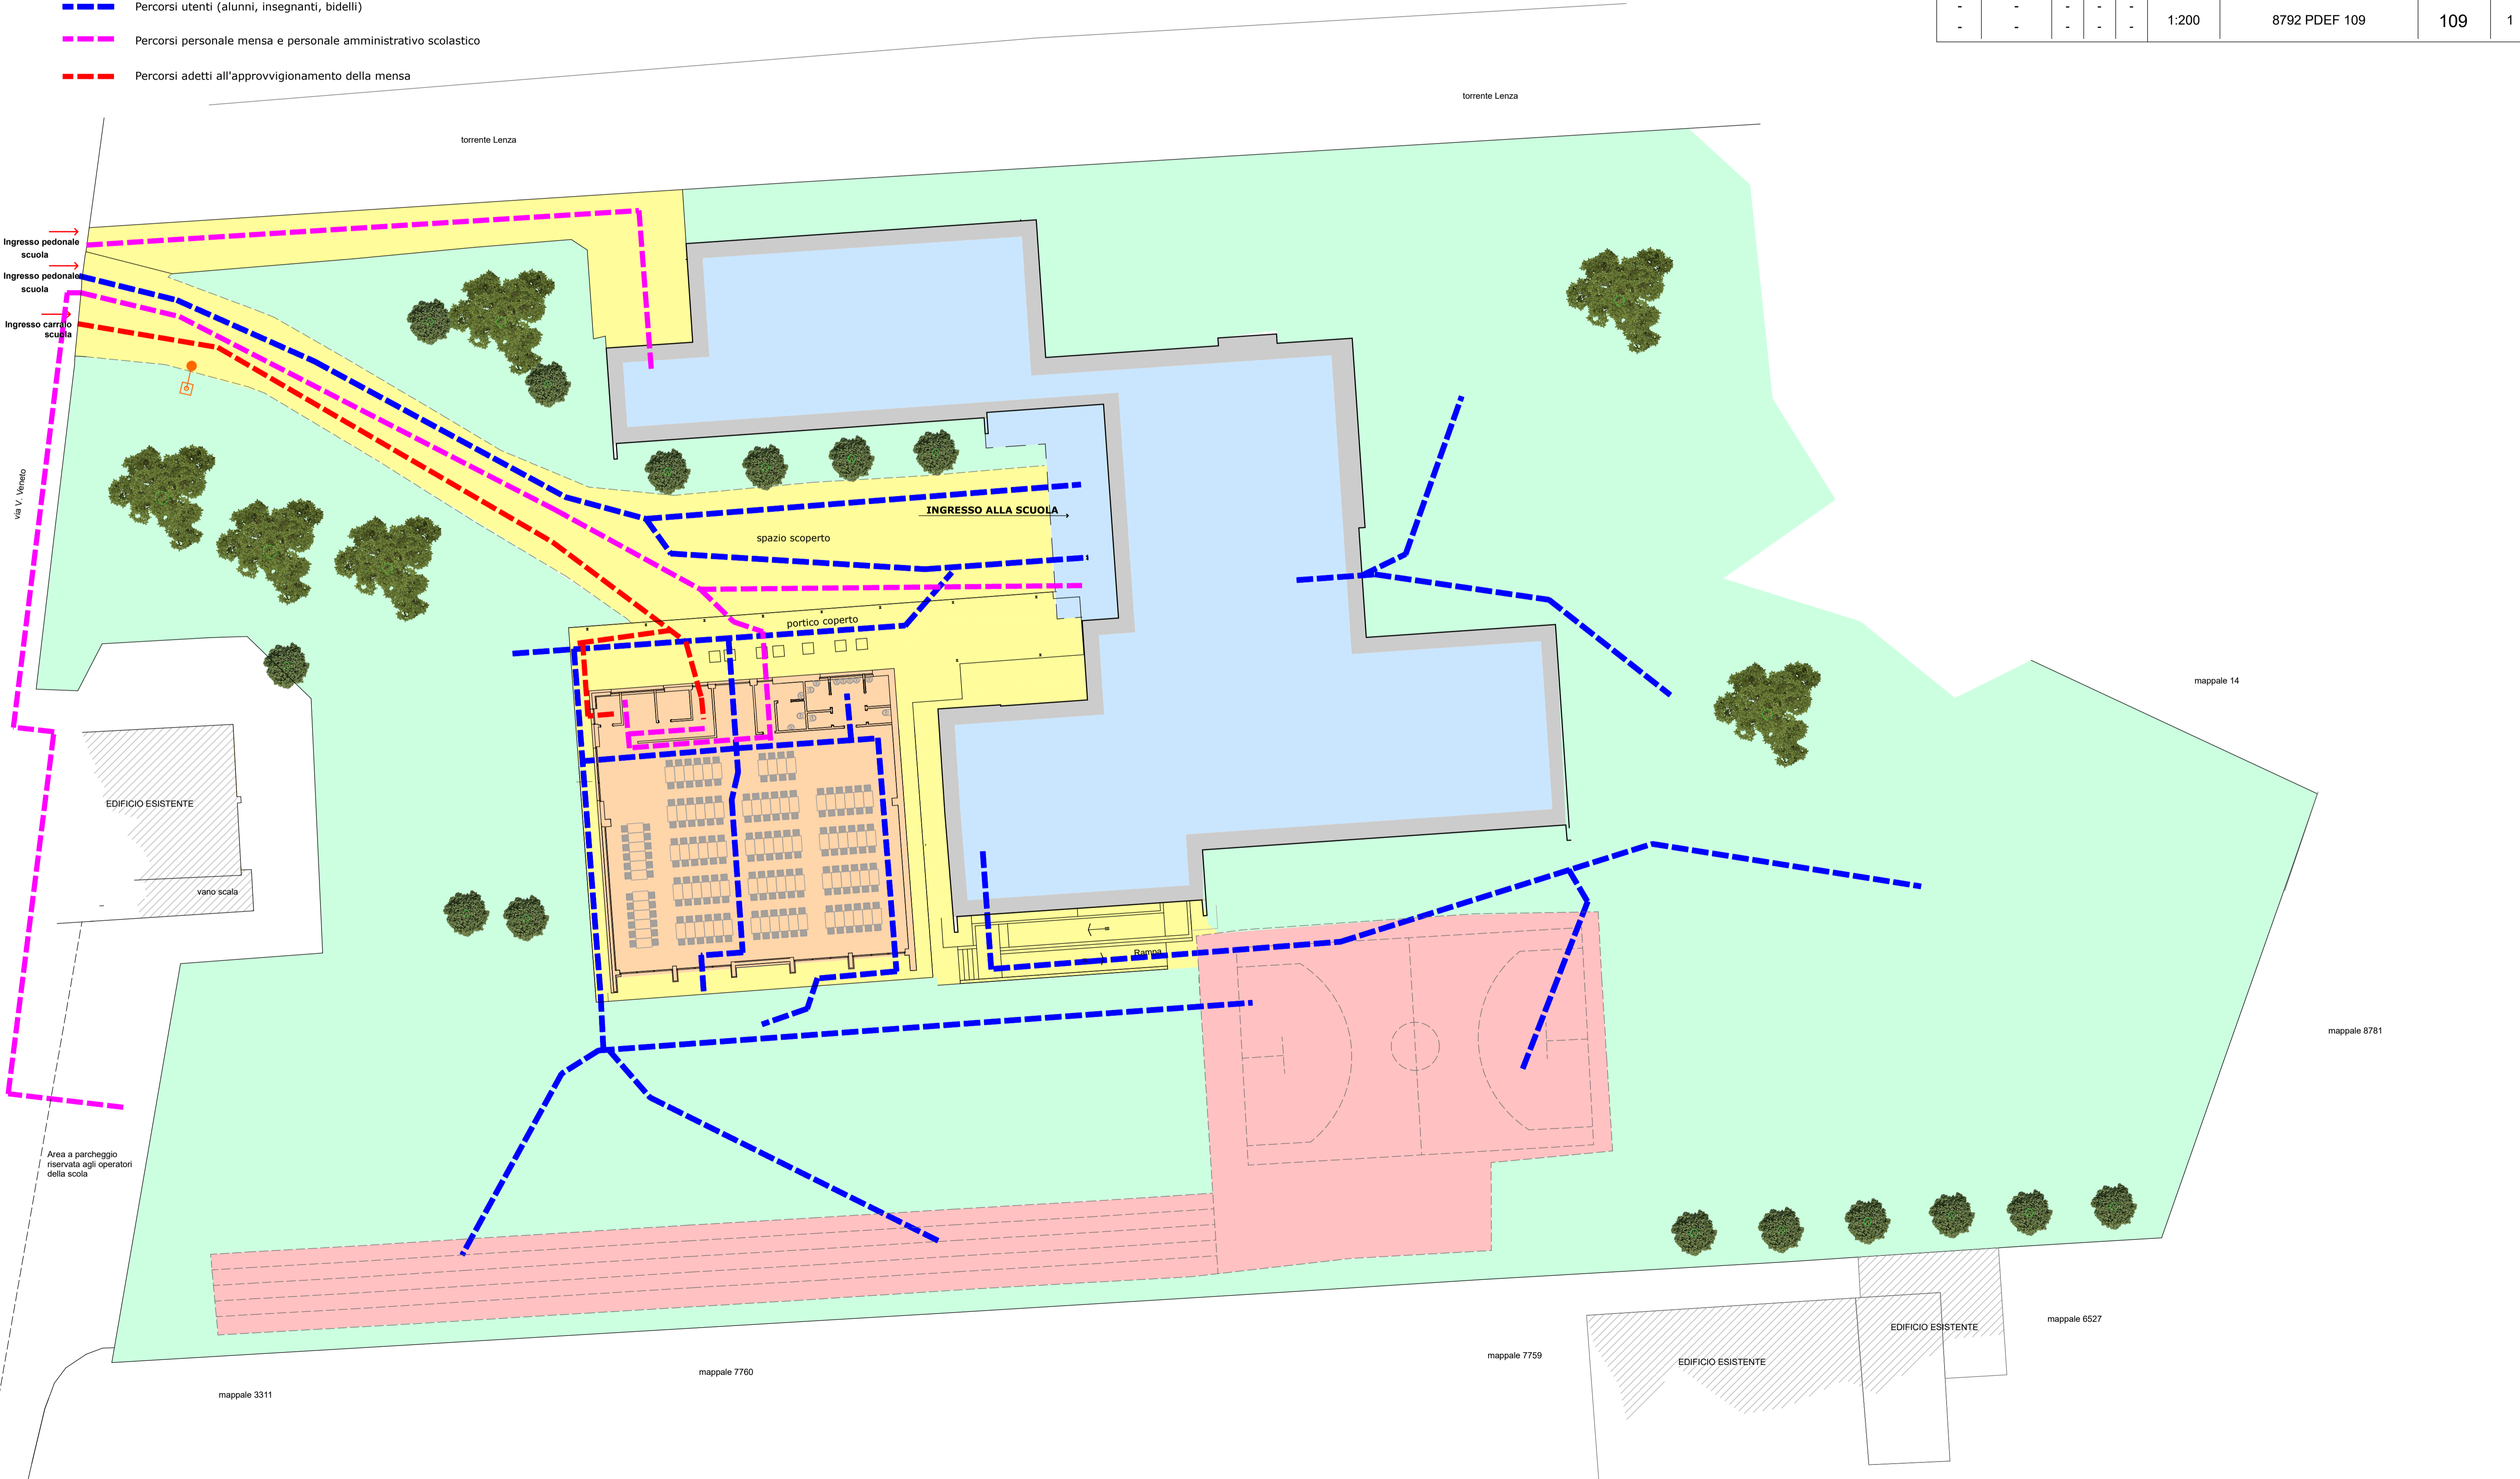 Percorsi utenti (alunni, insegnanti, bidelli)
Percorsi personale mensa e personale amministrativo scolastico
Percorsi adetti all'approvvigionamento della mensa
- - - - -
- - - - -
1:200
8792 PDEF 109
109
1
torrente Lenza
torrente Lenza
Ingresso pedonale
scuola
Ingresso pedonale
scuola
Ingresso carraio
scuola
via V. Veneto
INGRESSO ALLA SCUOLA
spazio scoperto
portico coperto
mappale 14
EDIFICIO ESISTENTE
vano scala
Rampa
mappale 8781
Area a parcheggio
riservata agli operatori
della scola
mappale 6527
EDIFICIO ESISTENTE
mappale 7759
EDIFICIO ESISTENTE
mappale 7760
mappale 3311